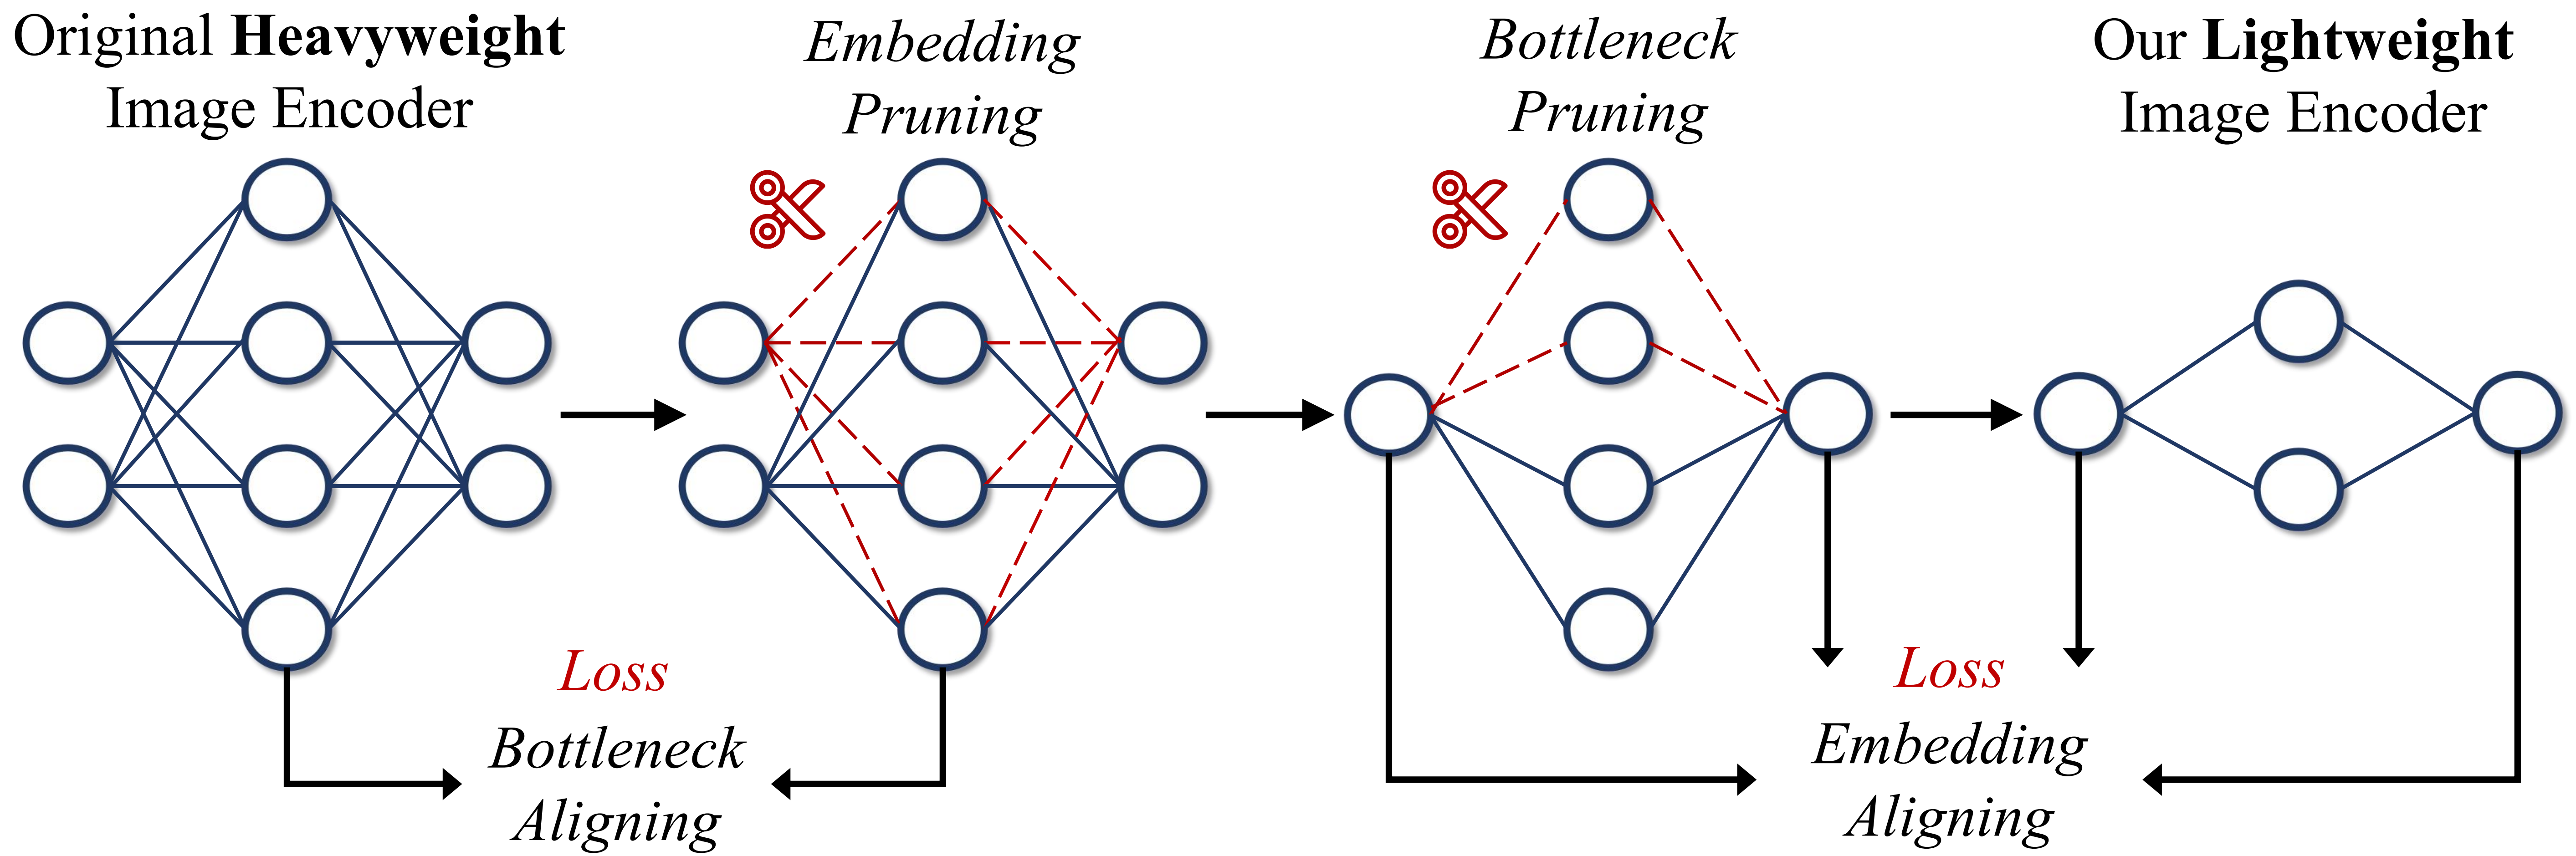 Original Heavyweight
Image Encoder
Embedding
Pruning
Bottleneck
Pruning
Our Lightweight
Image Encoder
Loss
Bottleneck
Aligning
Loss
Embedding
Aligning